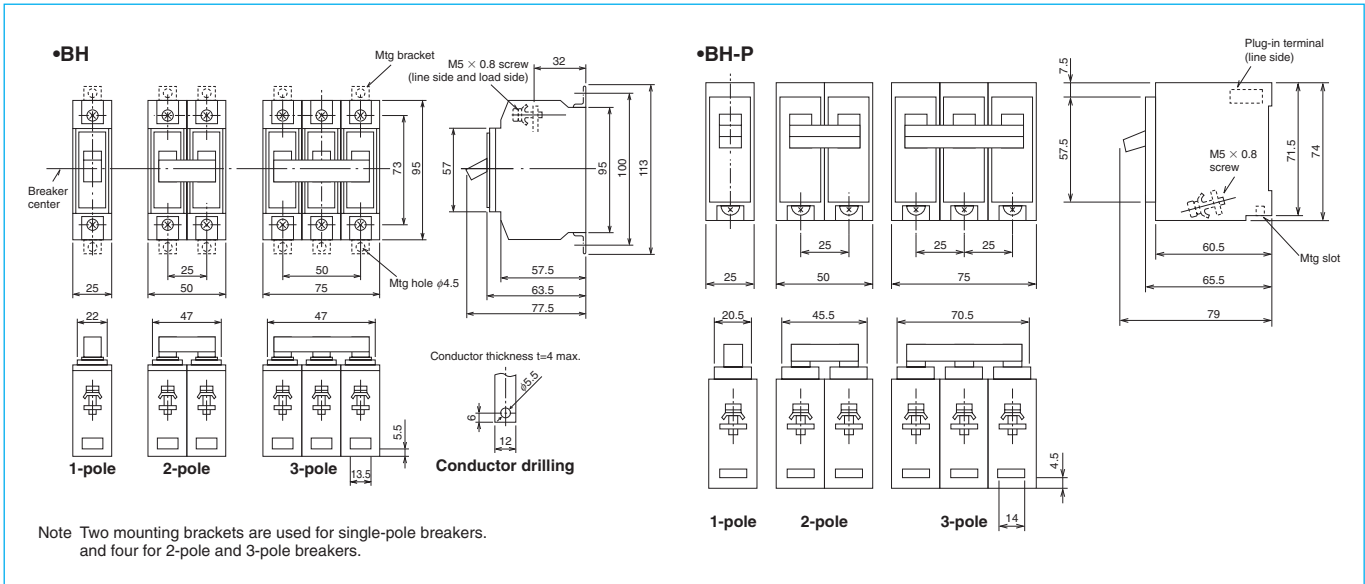 •BH
Mtg bracket
M5 × 0.8 screw
(line side and load side)
32
Breaker
center
73
95
57
95
100
113
25
50
Mtg hole φ4.5
25
50
75
57.5
63.5
77.5
22
47
47
Conductor thickness t=4 max.
φ5.5
6
12
5.5
13.5
1-pole
2-pole
3-pole
Conductor drilling
Note Two mounting brackets are used for single-pole breakers.
and four for 2-pole and 3-pole breakers.
•BH-P
Plug-in terminal
(line side)
7.5
57.5
M5 × 0.8
screw
71.5
74
Mtg slot
25
25
25
25
50
75
60.5
65.5
79
20.5
45.5
70.5
4.5
14
1-pole
2-pole
3-pole